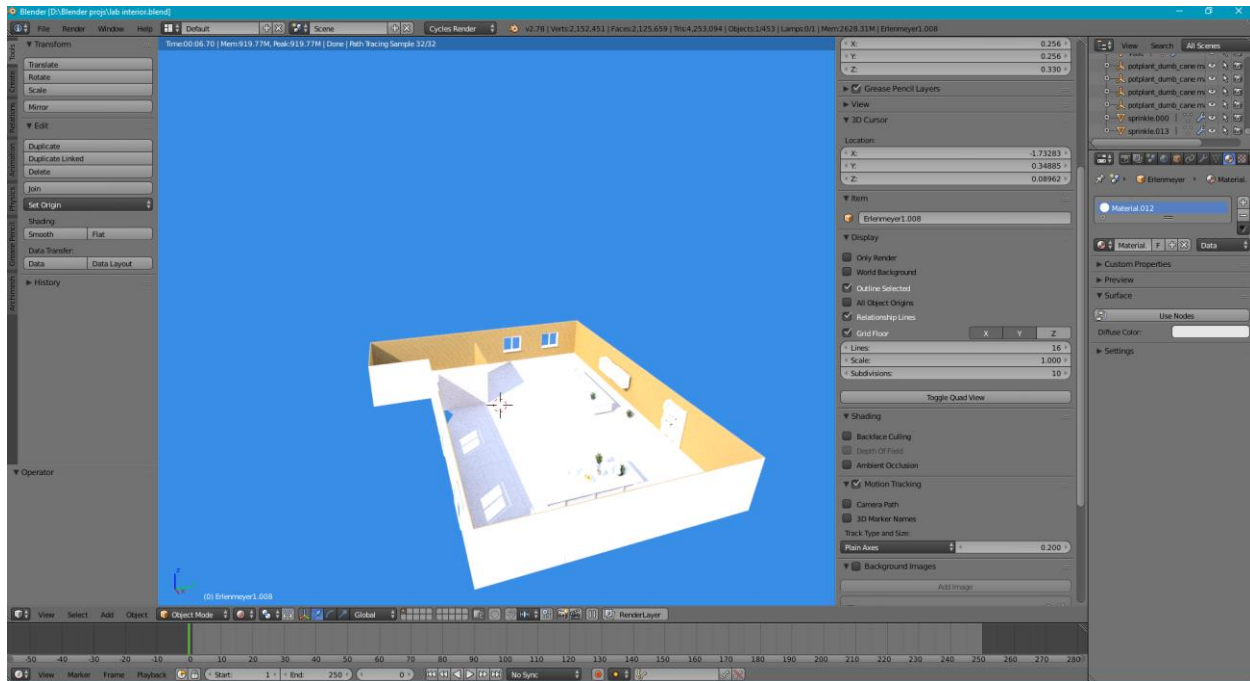 Blender [D:\Blender projs\lab interior.blend]
File Render Window Help Default Scene Cycles Render v2.78 | Verts:2,152,451 | Faces:2,125,659 | Tris:4,253,094 | Objects:1/453 | Lamps:0/1 | Mem:2628.31M | Erlenmeyer1.008
Time:00:06.70 | Mem:919.77M, Peak:919.77M | Done | Path Tracing Sample 32/32
Tools
Create
Relations
Animation
Physics
Grease Pencil
Archimesh
Transform
Translate
Rotate
Scale
Mirror
Edit
Duplicate
Duplicate Linked
Delete
Join
Set Origin
Shading:
Smooth Flat
Data Transfer:
Data Data Layout
History
Operator
z
x
(0) Erlenmeyer1.008
X: 0.256
Y: 0.256
Z: 0.330
Grease Pencil Layers
View
3D Cursor
Location:
X: -1.73283
Y: 0.34885
Z: 0.08962
Item
Erlenmeyer1.008
Display
Only Render
World Background
Outline Selected
All Object Origins
Relationship Lines
Grid Floor X Y Z
Lines: 16
Scale: 1.000
Subdivisions: 10
Toggle Quad View
Shading
Backface Culling
Depth Of Field
Ambient Occlusion
Motion Tracking
Camera Path
3D Marker Names
Track Type and Size:
Plain Axes 0.200
Background Images
Add Image
View Search All Scenes
potplant_dumb_cane m
potplant_dumb_cane m
potplant_dumb_cane m
potplant_dumb_cane m
sprinkle.000
sprinkle.013
Erlenmeyer Material.
Material.012
Material. F Data
Custom Properties
Preview
Surface
Use Nodes
Diffuse Color:
Settings
View Select Add Object Object Mode Global RenderLayer
-50 -40 -30 -20 -10 0 10 20 30 40 50 60 70 80 90 100 110 120 130 140 150 160 170 180 190 200 210 220 230 240 250 260 270 280
View Marker Frame Playback Start: 1 End: 250 0 No Sync